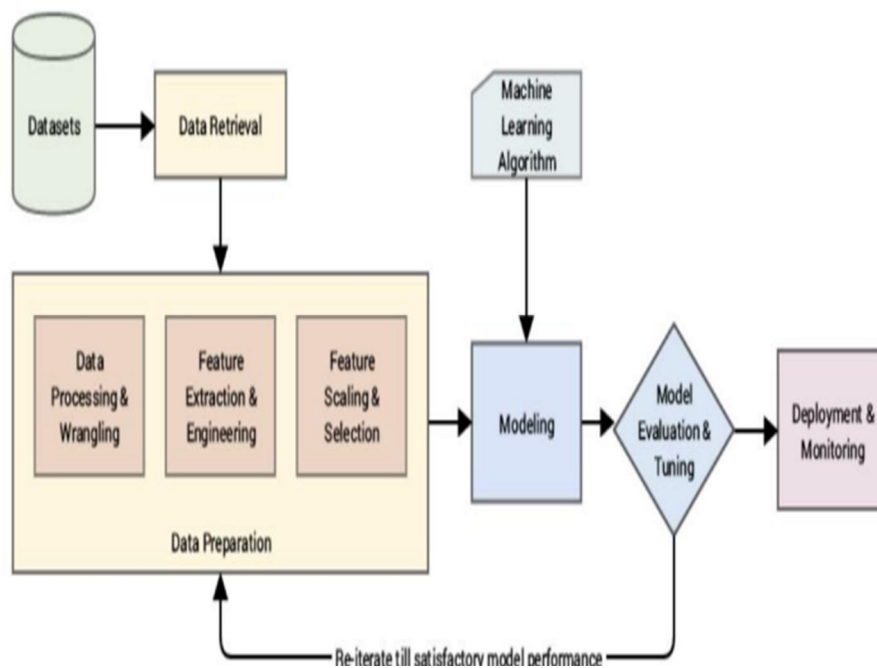 Datasets
Data Retrieval
Machine
Learning
Algorithm
Data
Processing &
Wrangling
Feature
Extraction &
Engineering
Feature
Scaling &
Selection
Data Preparation
Modeling
Model
Evaluation &
Tuning
Deployment &
Monitoring
Re-iterate till satisfactory model performance